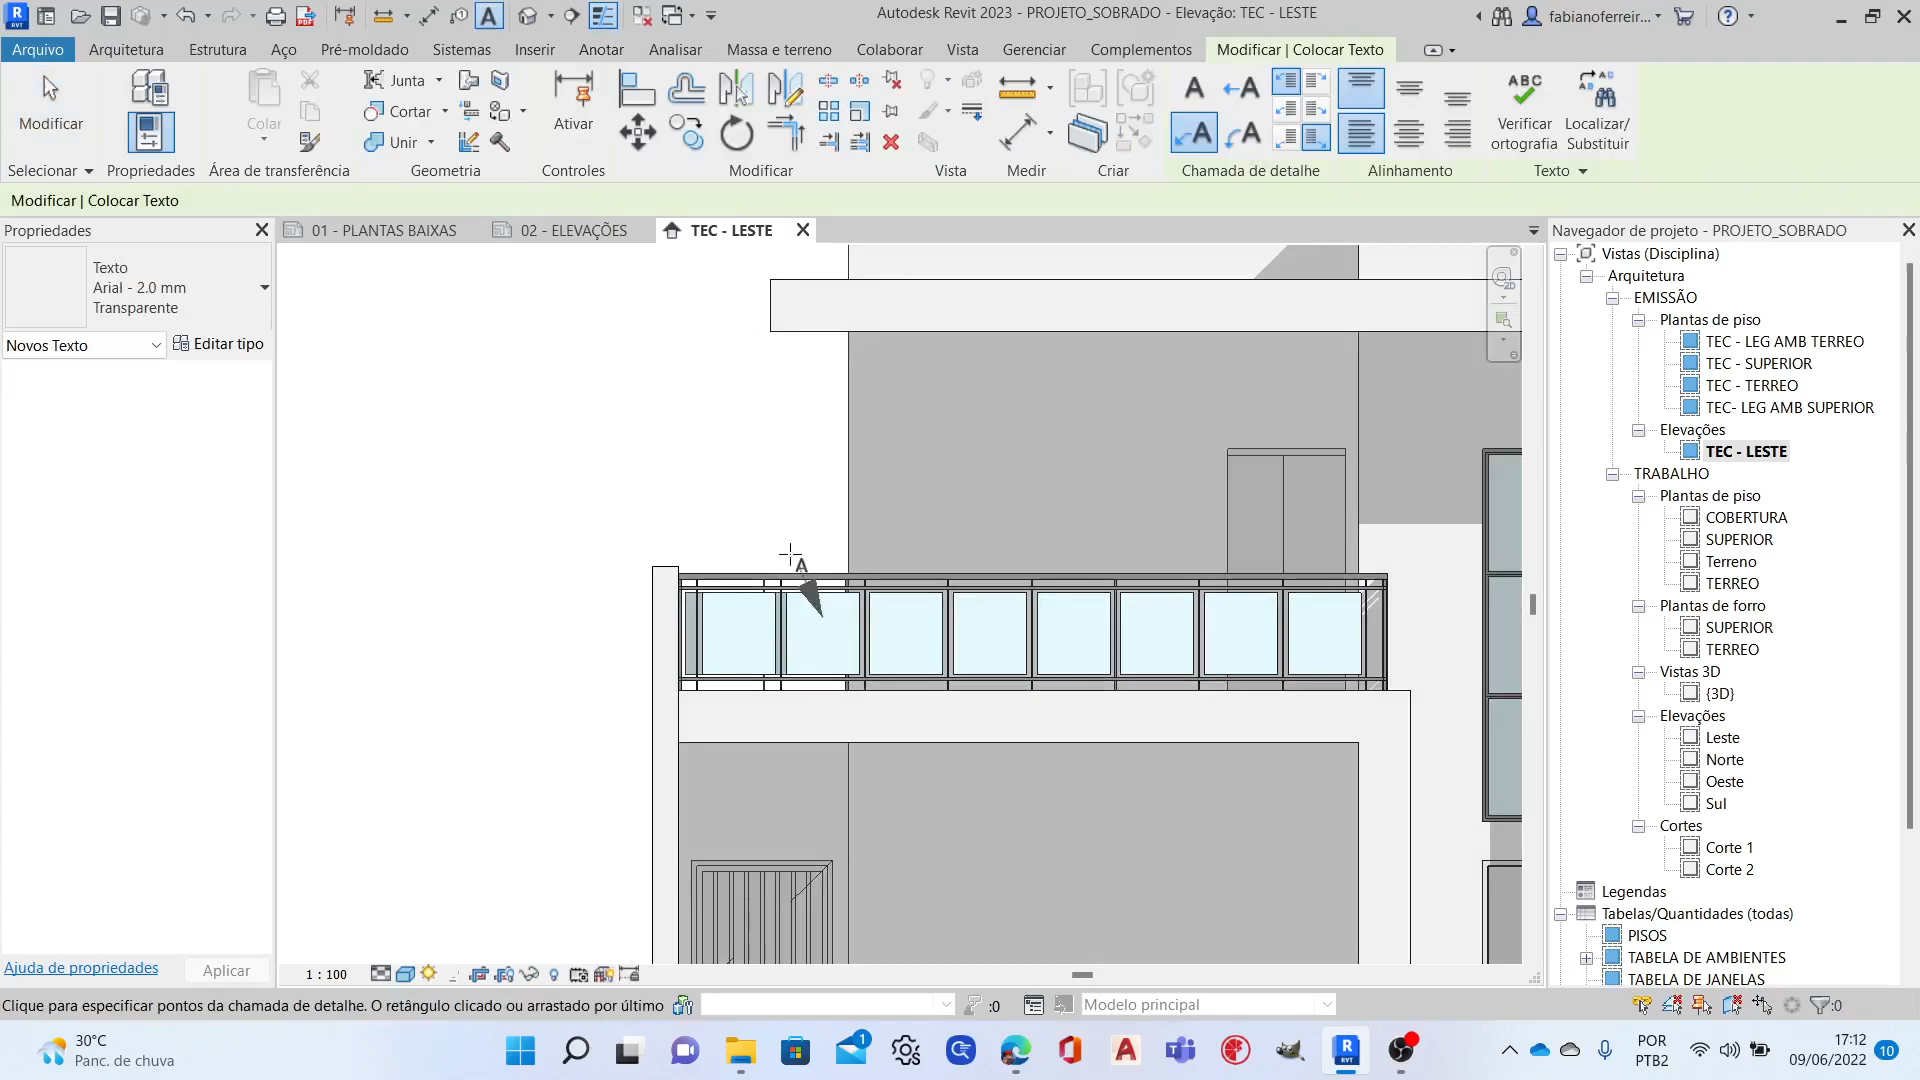 Autodesk Revit 2023 - PROJETO_SOBRADO - Elevação: TEC - LESTE
fabianoferreir...
Arquivo Arquitetura Estrutura Aço Pré-moldado Sistemas Inserir Anotar Analisar Massa e terreno Colaborar Vista Gerenciar Complementos Modificar | Colocar Texto
Modificar
Colar
Junta
Cortar
Unir
Ativar
ABC
Verificar ortografia
Localizar/ Substituir
Selecionar Propriedades Área de transferência Geometria Controles Modificar Vista Medir Criar Chamada de detalhe Alinhamento Texto
Modificar | Colocar Texto
Propriedades
Texto
Arial - 2.0 mm
Transparente
Novos Texto
Editar tipo
Ajuda de propriedades
Aplicar
01 - PLANTAS BAIXAS
02 - ELEVAÇÕES
TEC - LESTE
2D
A
1 : 100
Navegador de projeto - PROJETO_SOBRADO
Vistas (Disciplina)
Arquitetura
EMISSÃO
Plantas de piso
TEC - LEG AMB TERREO
TEC - SUPERIOR
TEC - TERREO
TEC- LEG AMB SUPERIOR
Elevações
TEC - LESTE
TRABALHO
Plantas de piso
COBERTURA
SUPERIOR
Terreno
TERREO
Plantas de forro
SUPERIOR
TERREO
Vistas 3D
{3D}
Elevações
Leste
Norte
Oeste
Sul
Cortes
Corte 1
Corte 2
Legendas
Tabelas/Quantidades (todas)
PISOS
TABELA DE AMBIENTES
TABELA DE JANELAS
Clique para especificar pontos da chamada de detalhe. O retângulo clicado ou arrastado por último
:0
Modelo principal
:0
30°C
Panc. de chuva
1
POR
PTB2
17:12
09/06/2022
10